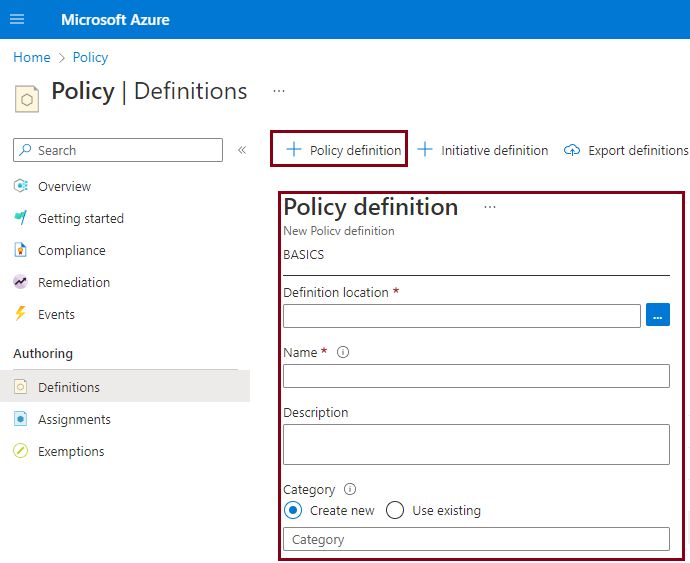 Microsoft Azure
Home > Policy
Policy | Definitions ...
Search «
Policy definition Initiative definition Export definitions
Overview
Getting started
Compliance
Remediation
Events
Authoring
Definitions
Assignments
Exemptions
Policy definition ...
New Policy definition
BASICS
Definition location *
...
Name *
Description
Category
Create new Use existing
Category